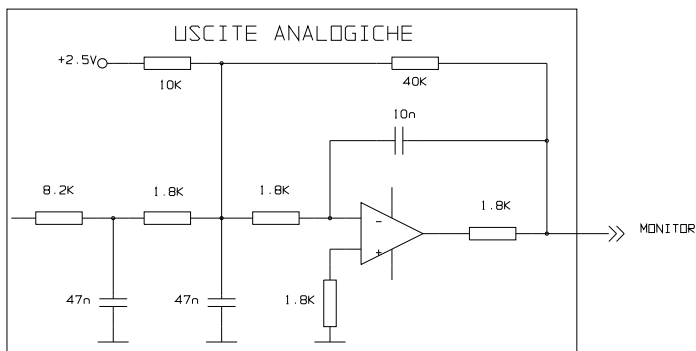 USCITE ANALOGICHE
+2.5V
10K
40K
10n
8.2K
1.8K
1.8K
1.8K
-
+
MONITOR
47n
47n
1.8K